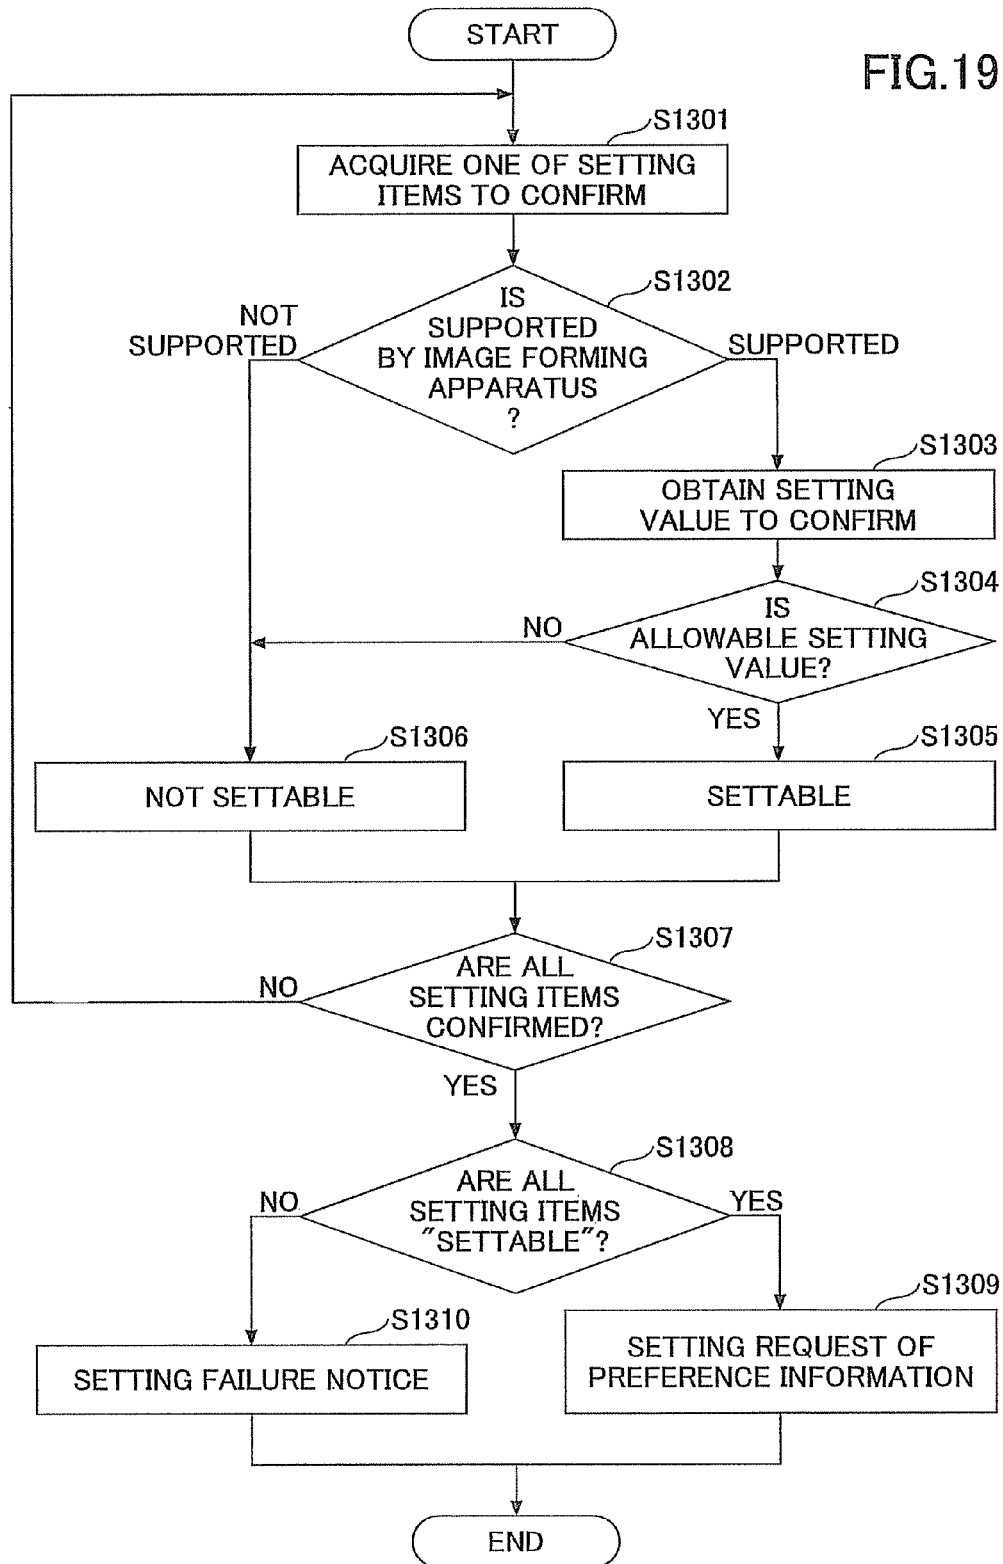 START
FIG.19
S1301
ACQUIRE ONE OF SETTING
ITEMS TO CONFIRM
S1302
IS
SUPPORTED
BY IMAGE FORMING
APPARATUS
?
NOT
SUPPORTED
SUPPORTED
S1303
OBTAIN SETTING
VALUE TO CONFIRM
S1304
IS
ALLOWABLE SETTING
VALUE?
NO
YES
S1306
NOT SETTABLE
S1305
SETTABLE
S1307
ARE ALL
SETTING ITEMS
CONFIRMED?
NO
YES
S1308
ARE ALL
SETTING ITEMS
"SETTABLE"?
NO
YES
S1310
SETTING FAILURE NOTICE
S1309
SETTING REQUEST OF
PREFERENCE INFORMATION
END